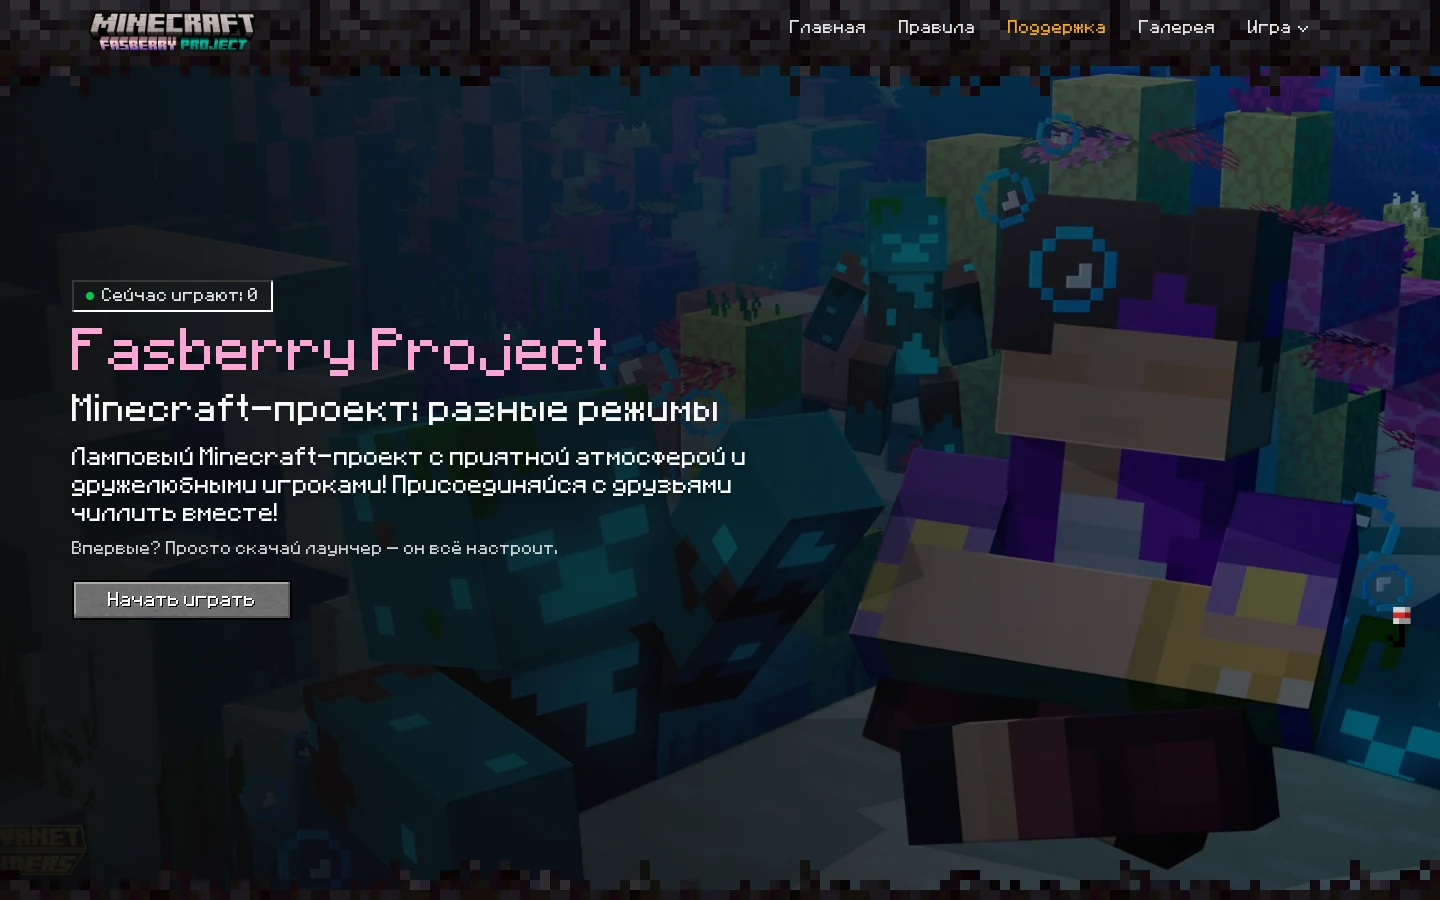 MINECRAFT
FASBERRY PROJECT
Главная Правила Поддержка Галерея Игра
Сейчас играют: 0
Fasberry Project
Minecraft-проект: разные режимы
Ламповый Minecraft-проект с приятной атмосферой и
дружелюбными игроками! Присоединяйся с друзьями
чиллить вместе!
Впервые? Просто скачай лаунчер — он всё настроит.
Начать играть